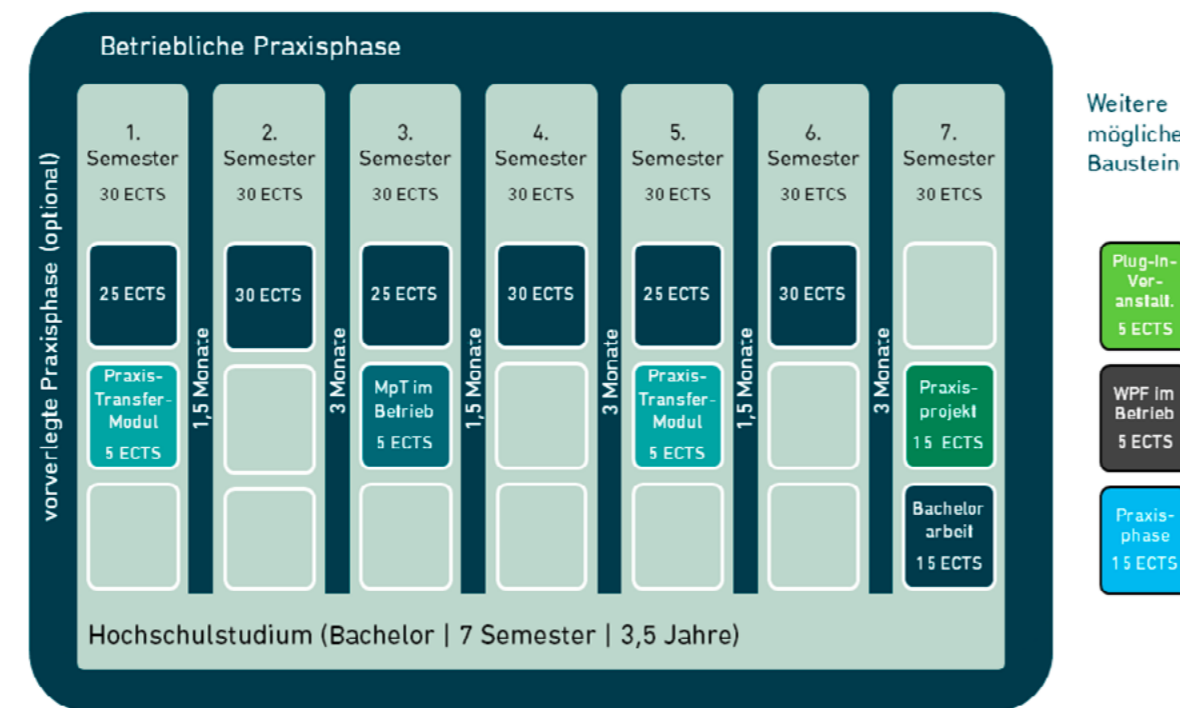 Betriebliche Praxisphase
vorverlegte Praxisphase (optional)
1.
Semester
30 ECTS
25 ECTS
Praxis-
Transfer-
Modul
5 ECTS
1,5 Monate
2.
Semester
30 ECTS
30 ECTS
3 Monate
3.
Semester
30 ECTS
25 ECTS
MpT im
Betrieb
5 ECTS
1,5 Monate
4.
Semester
30 ECTS
30 ECTS
3 Monate
5.
Semester
30 ECTS
25 ECTS
Praxis-
Transfer-
Modul
5 ECTS
1,5 Monate
6.
Semester
30 ETCS
30 ECTS
3 Monate
7.
Semester
30 ETCS
Praxis-
projekt
15 ECTS
Bachelor
arbeit
15 ECTS
Hochschulstudium (Bachelor | 7 Semester | 3,5 Jahre)
Weitere
mögliche
Baustein
Plug-In-
Ver-
anstalt.
5 ECTS
WPF im
Betrieb
5 ECTS
Praxis-
phase
15 ECTS